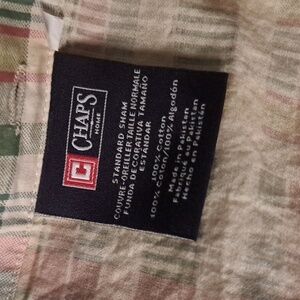 C CHAPS
HOME
STANDARD SHAM
COUVRE-OREILLER TAILLE NORMALE
FUNDA DECORATIVA TAMAÑO
ESTÁNDAR
100% Cotton
100% Coton/100% Algodón
Made in Pakistan
Fabriqué au Pakistan
Hecho en Pakistán